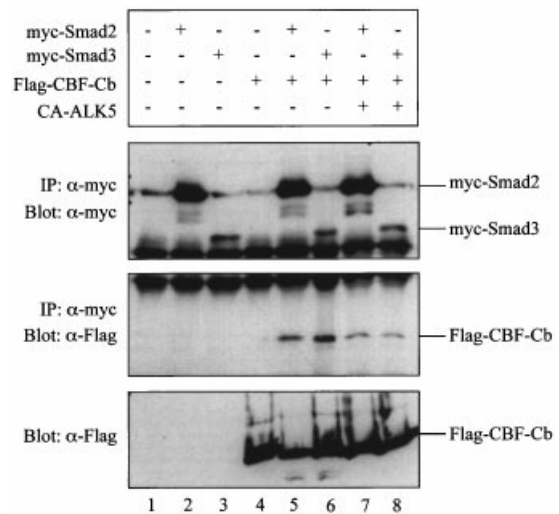 myc-Smad2 - + - - + - + -
myc-Smad3 - - + - - + - +
Flag-CBF-Cb - - - + + + + +
CA-ALK5 - - - - - - + +
IP: α-myc
Blot: α-myc
myc-Smad2
myc-Smad3
IP: α-myc
Blot: α-Flag
Flag-CBF-Cb
Blot: α-Flag
Flag-CBF-Cb
1 2 3 4 5 6 7 8